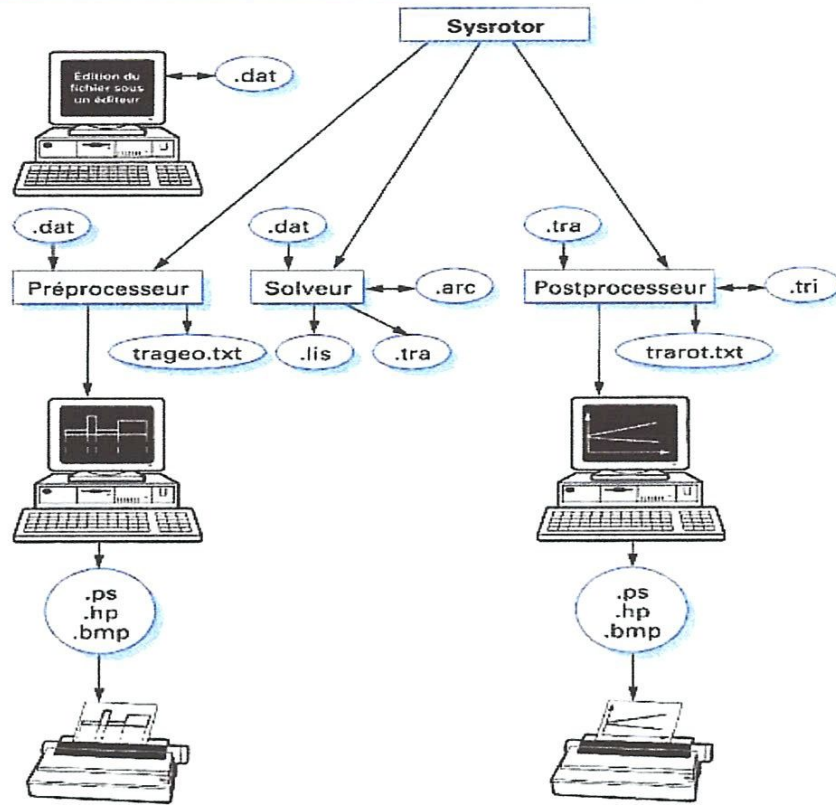 Sysrotor
Édition du
fichier sous
un éditeur
.dat
.dat
.dat
.tra
Préprocesseur
Solveur
.arc
Postprocesseur
.tri
trageo.txt
.lis
.tra
trarot.txt
.ps
.hp
.bmp
.ps
.hp
.bmp